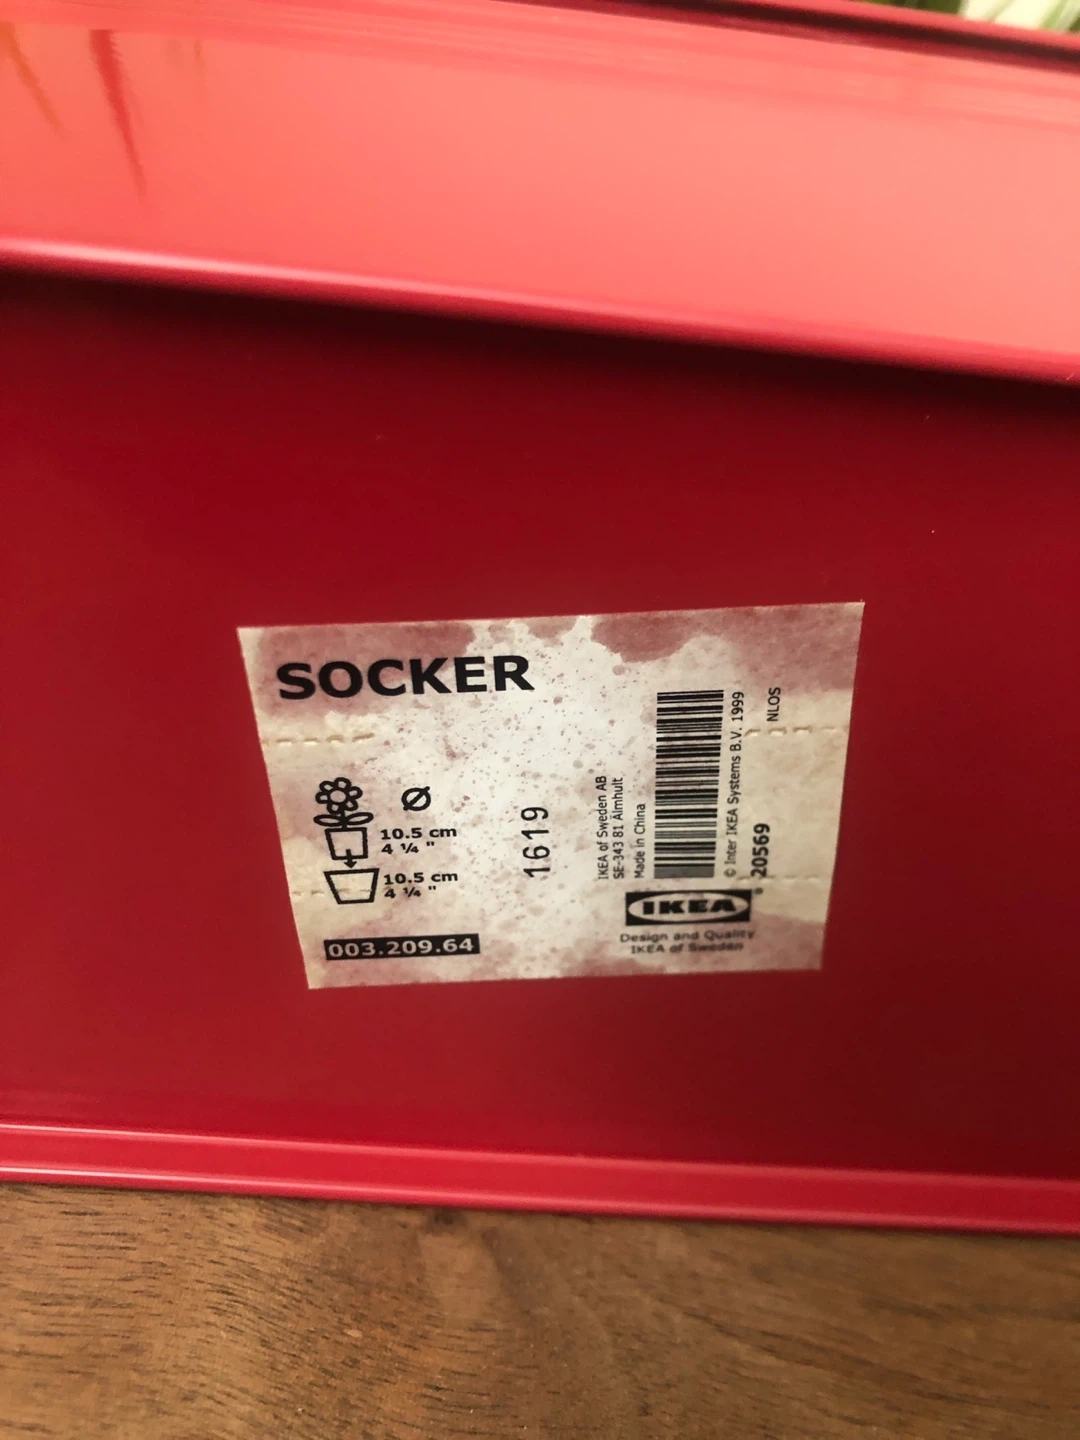 SOCKER
Ø
10.5 cm
4 ¼ "
10.5 cm
4 ¼ "
003.209.64
1619
IKEA of Sweden AB
SE-343 81 Älmhult
Made in China
© Inter IKEA Systems B.V. 1999
20569
NLOS
IKEA
Design and Quality
IKEA of Sweden